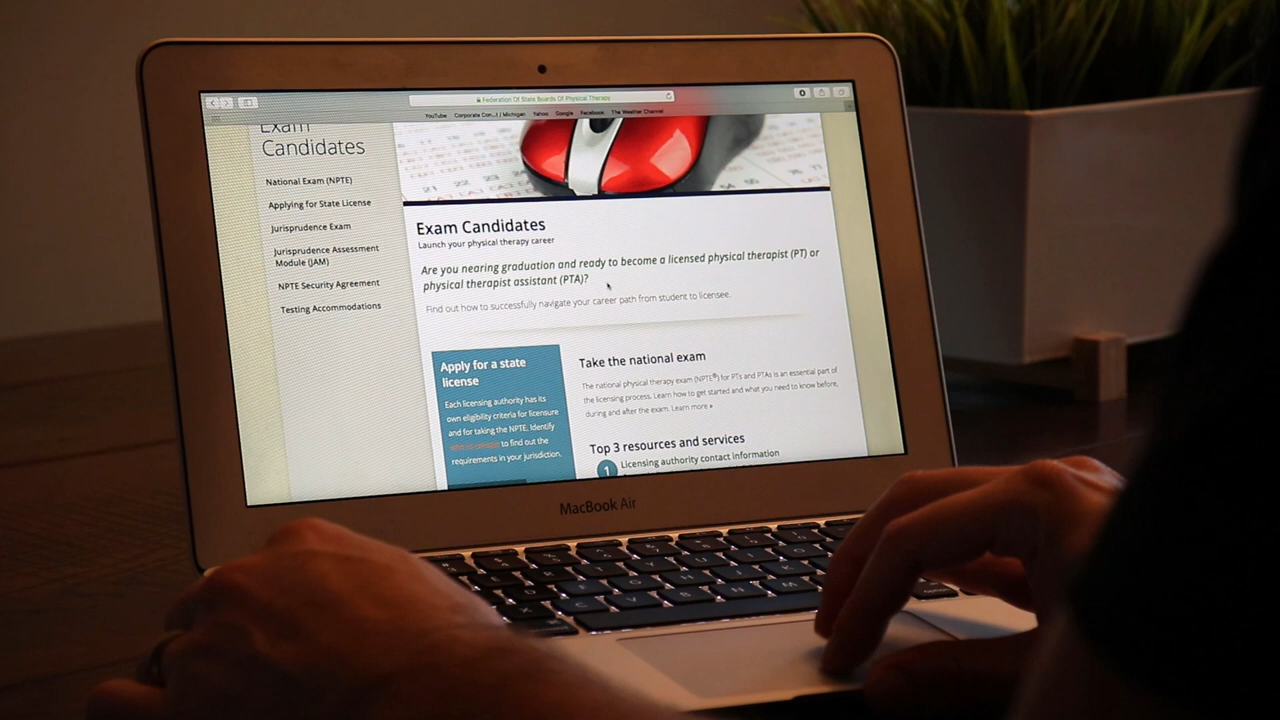 Federation Of State Boards Of Physical Therapy
YouTube Corporate Con...t / Michigan Yahoo Google Facebook The Weather Channel
Exam
Candidates
National Exam (NPTE)
Applying for State License
Jurisprudence Exam
Jurisprudence Assessment
Module (JAM)
NPTE Security Agreement
Testing Accommodations
Exam Candidates
Launch your physical therapy career
Are you nearing graduation and ready to become a licensed physical therapist (PT) or
physical therapist assistant (PTA)?
Find out how to successfully navigate your career path from student to licensee.
Apply for a state
license
Each licensing authority has its
own eligibility criteria for licensure
and for taking the NPTE. Identify
to find out the
requirements in your jurisdiction.
Take the national exam
The national physical therapy exam (NPTE®) for PTs and PTAs is an essential part of
the licensing process. Learn how to get started and what you need to know before,
during and after the exam. Learn more »
Top 3 resources and services
1 Licensing authority contact information
MacBook Air